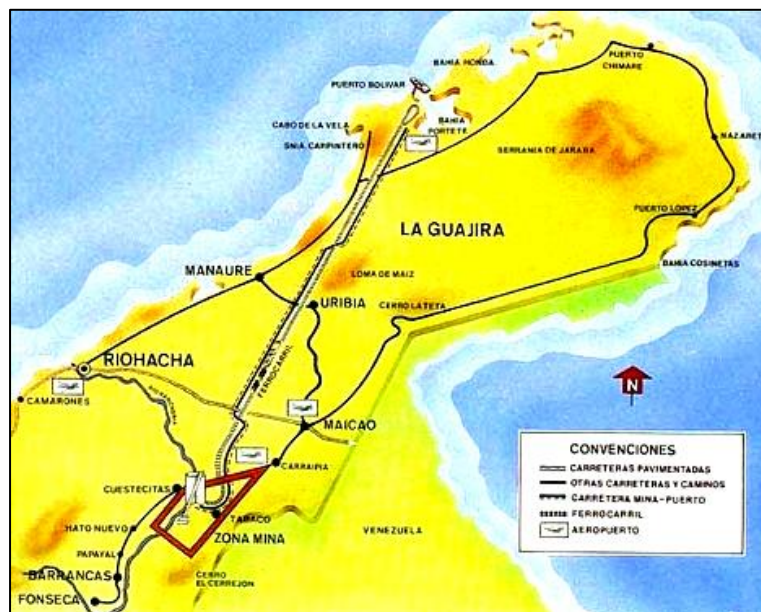 PUERTO CHIMARE
BAHIA HONDA
PUERTO BOLIVAR
BAHIA PORTETE
CABO DE LA VELA
SNIA. CARPINTERO
NAZARET
SERRANIA DE JARARA
PUERTO LÓPEZ
LA GUAJIRA
BAHIA COSINETAS
MANAURE
LOMA DE MAIZ
URIBIA
CERRO LA TETA
FERROCARRIL
RIOHACHA
CAMARONES
MAICAO
CARRAIPIA
CUESTECITAS
TABACO
HATO NUEVO
ZONA MINA
PAPAYAL
VENEZUELA
BARRANCAS
CERRO
EL CERREJON
FONSECA
N
CONVENCIONES
CARRETERAS PAVIMENTADAS
OTRAS CARRETERAS Y CAMINOS
CARRETERA MINA-PUERTO
FERROCARRIL
AEROPUERTO